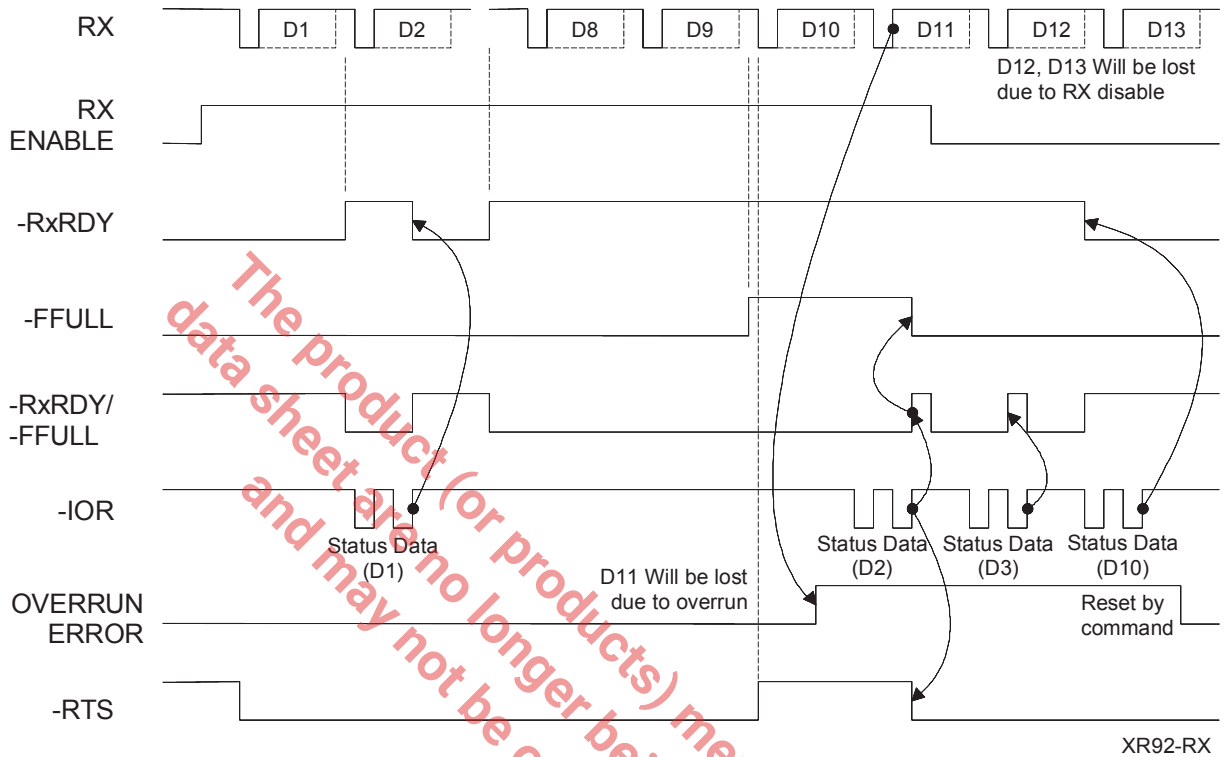 RX
D1
D2
D8
D9
D10
D11
D12
D13
D12, D13 Will be lost
due to RX disable
RX
ENABLE
-RxRDY
-FFULL
-RxRDY/
-FFULL
-IOR
Status Data
(D1)
Status Data
(D2)
Status Data
(D3)
Status Data
(D10)
D11 Will be lost
due to overrun
OVERRUN
ERROR
Reset by
command
-RTS
XR92-RX
The product (or products) me
data sheet are no longer be
and may not be